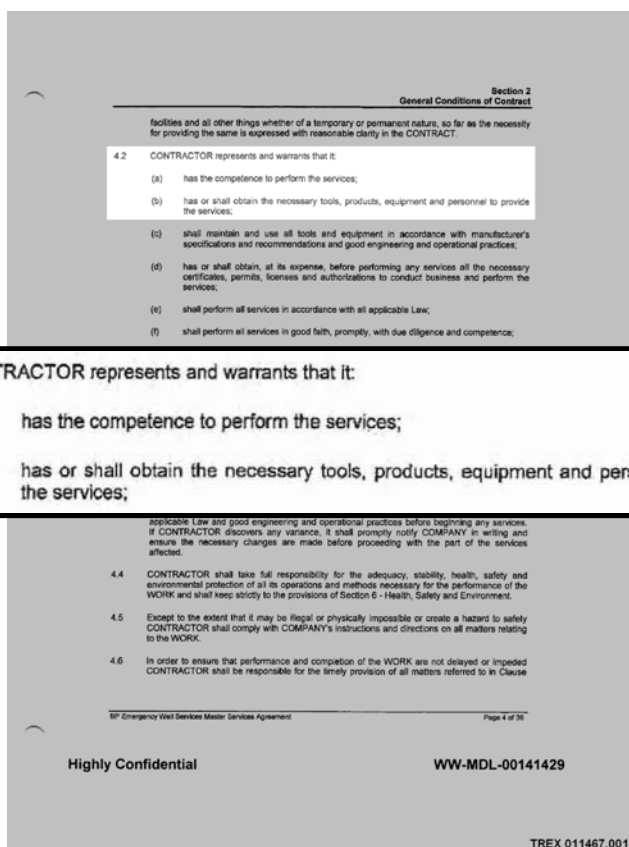 Section 2
General Conditions of Contract
facilities and all other things whether of a temporary or permanent nature, so far as the necessity
for providing the same is expressed with reasonable clarity in the CONTRACT.
4.2 CONTRACTOR represents and warrants that it:
(a) has the competence to perform the services;
(b) has or shall obtain the necessary tools, products, equipment and personnel to provide
the services;
(c) shall maintain and use all tools and equipment in accordance with manufacturer's
specifications and recommendations and good engineering and operational practices;
(d) has or shall obtain, at its expense, before performing any services all the necessary
certificates, permits, licenses and authorizations to conduct business and perform the
services;
(e) shall perform all services in accordance with all applicable Law;
(f) shall perform all services in good faith, promptly, with due diligence and competence;
TRACTOR represents and warrants that it:
has the competence to perform the services;
has or shall obtain the necessary tools, products, equipment and pers
the services;
applicable Law and good engineering and operational practices before beginning any services.
If CONTRACTOR discovers any variance, it shall promptly notify COMPANY in writing and
ensure the necessary changes are made before proceeding with the part of the services
affected.
4.4 CONTRACTOR shall take full responsibility for the adequacy, stability, health, safety and
environmental protection of all its operations and methods necessary for the performance of the
WORK and shall keep strictly to the provisions of Section 6 - Health, Safety and Environment.
4.5 Except to the extent that it may be illegal or physically impossible or create a hazard to safety
CONTRACTOR shall comply with COMPANY's instructions and directions on all matters relating
to the WORK.
4.6 In order to ensure that performance and completion of the WORK are not delayed or impeded
CONTRACTOR shall be responsible for the timely provision of all matters referred to in Clause
BP Emergency Well Services Master Services Agreement Page 4 of 38
Highly Confidential WW-MDL-00141429
TREX 011467.001